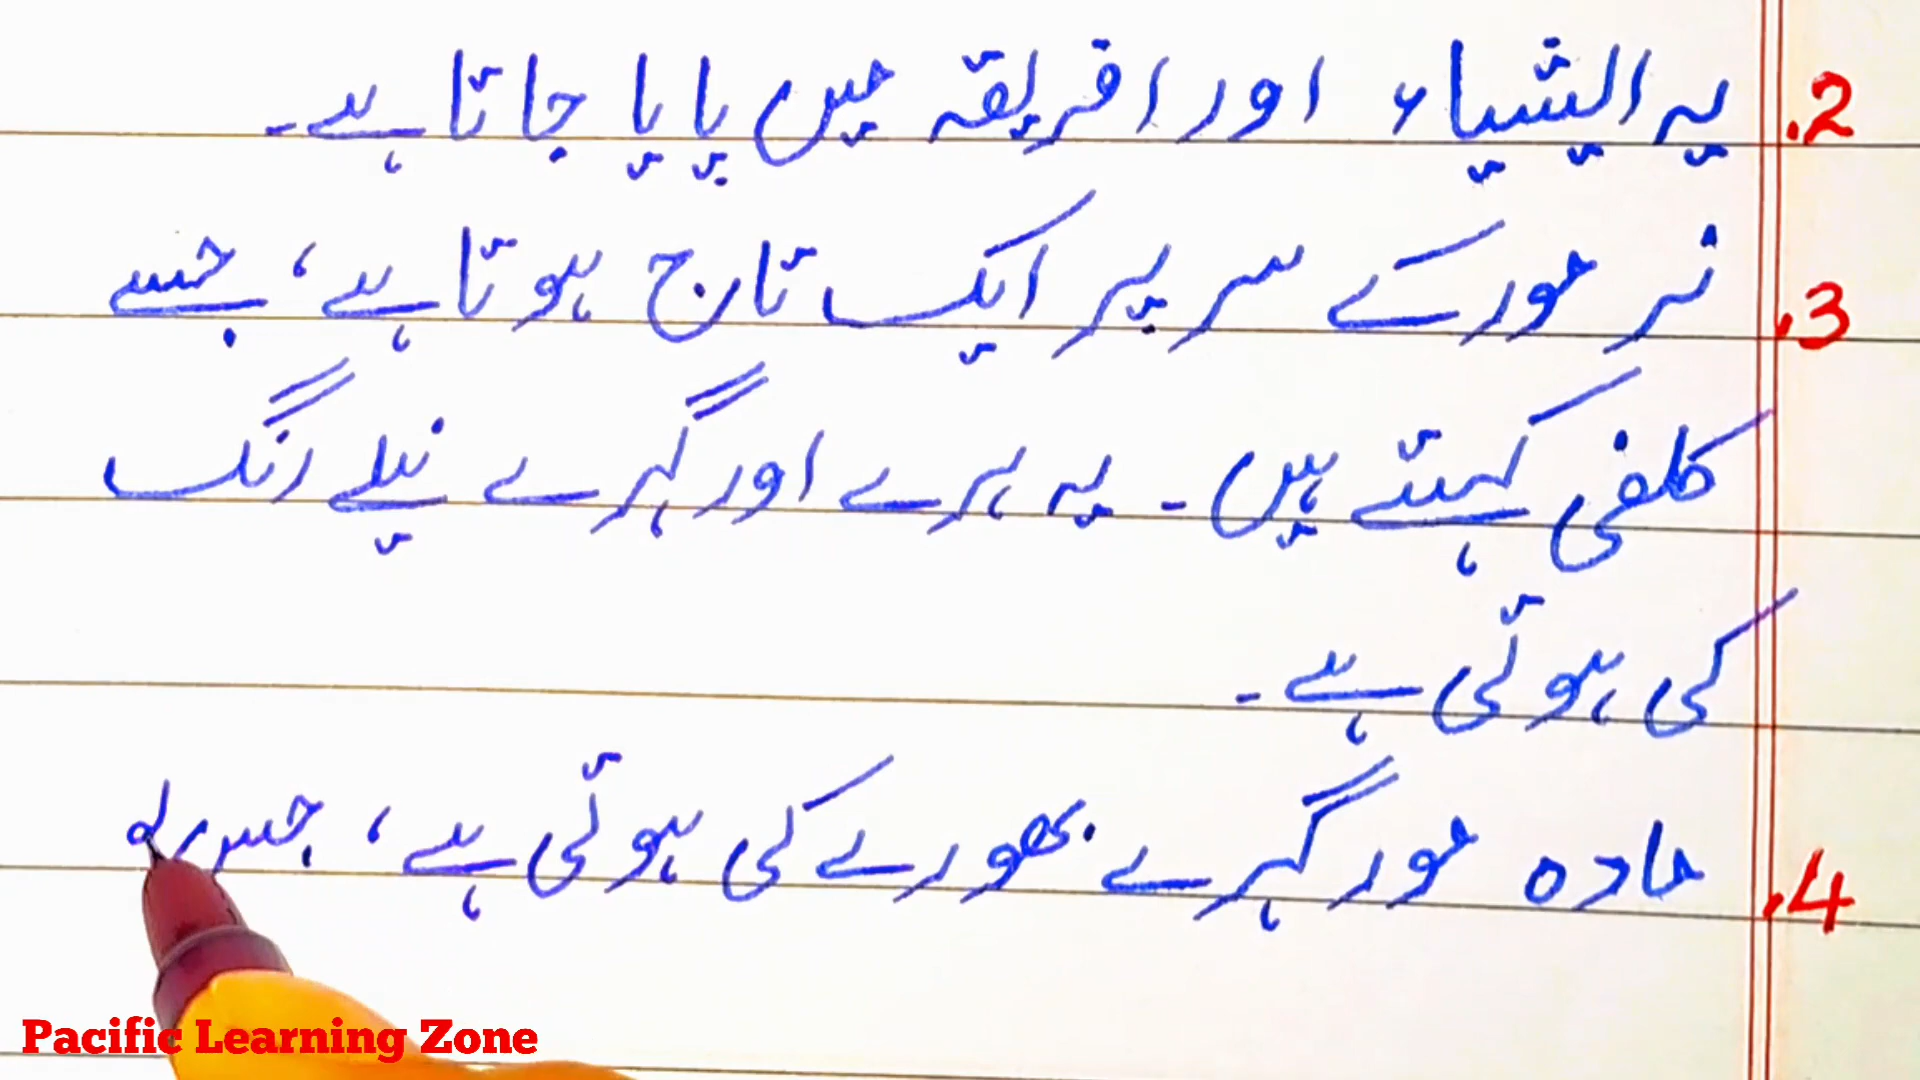 2. یہ ایشیاء اور افریقہ میں پایا جاتا ہے۔
3. نر مور کے سر پر ایک تاج ہوتا ہے، جسے
کلفی کہتے ہیں۔ یہ ہرے اور گہرے نیلے رنگ
کی ہوتی ہے۔
4. مادہ مور گہرے بھورے کی ہوتی ہے، جس
Pacific Learning Zone